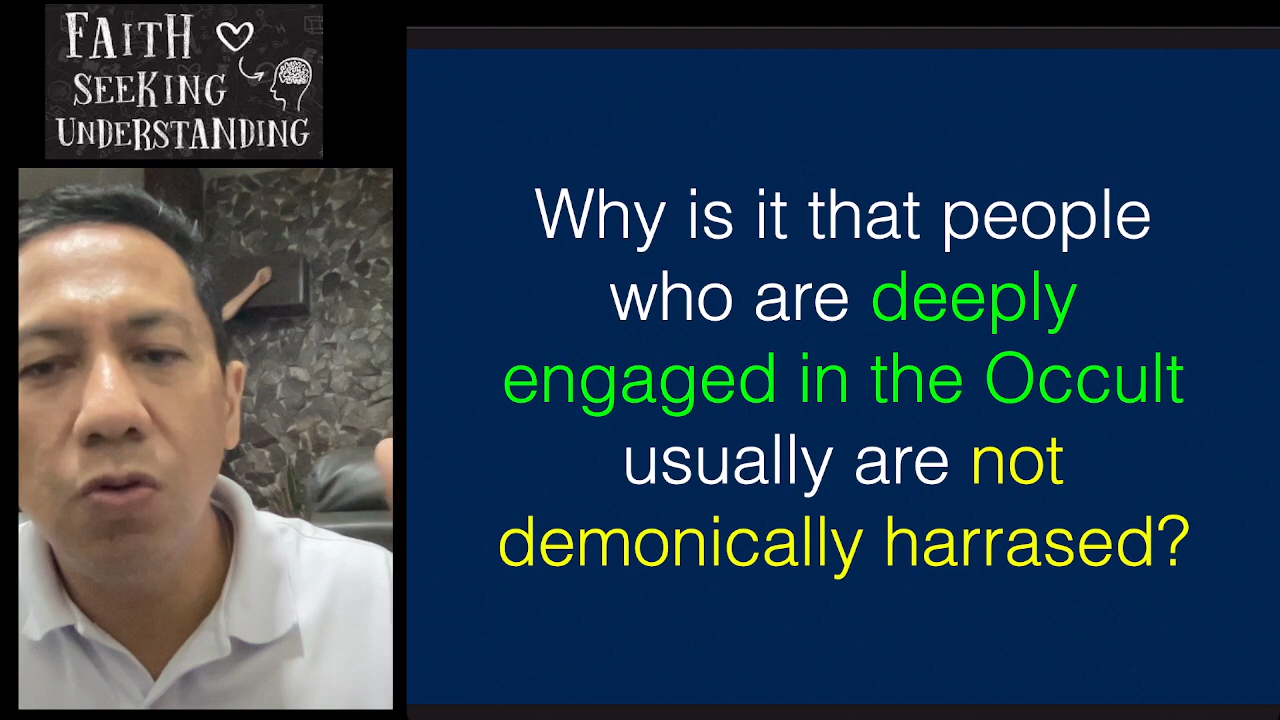 FAITH
SEEKING
UNDERSTANDING
Why is it that people
who are deeply
engaged in the Occult
usually are not
demonically harrased?